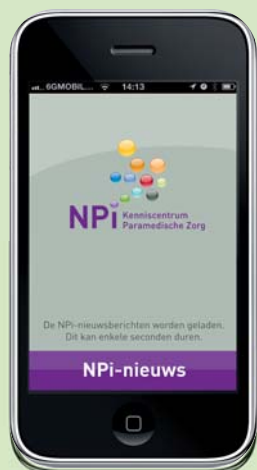 6GMOBIL... 14:13
NPi Kenniscentrum
Paramedische Zorg
De NPi-nieuwsberichten worden geladen.
Dit kan enkele seconden duren.
NPi-nieuws